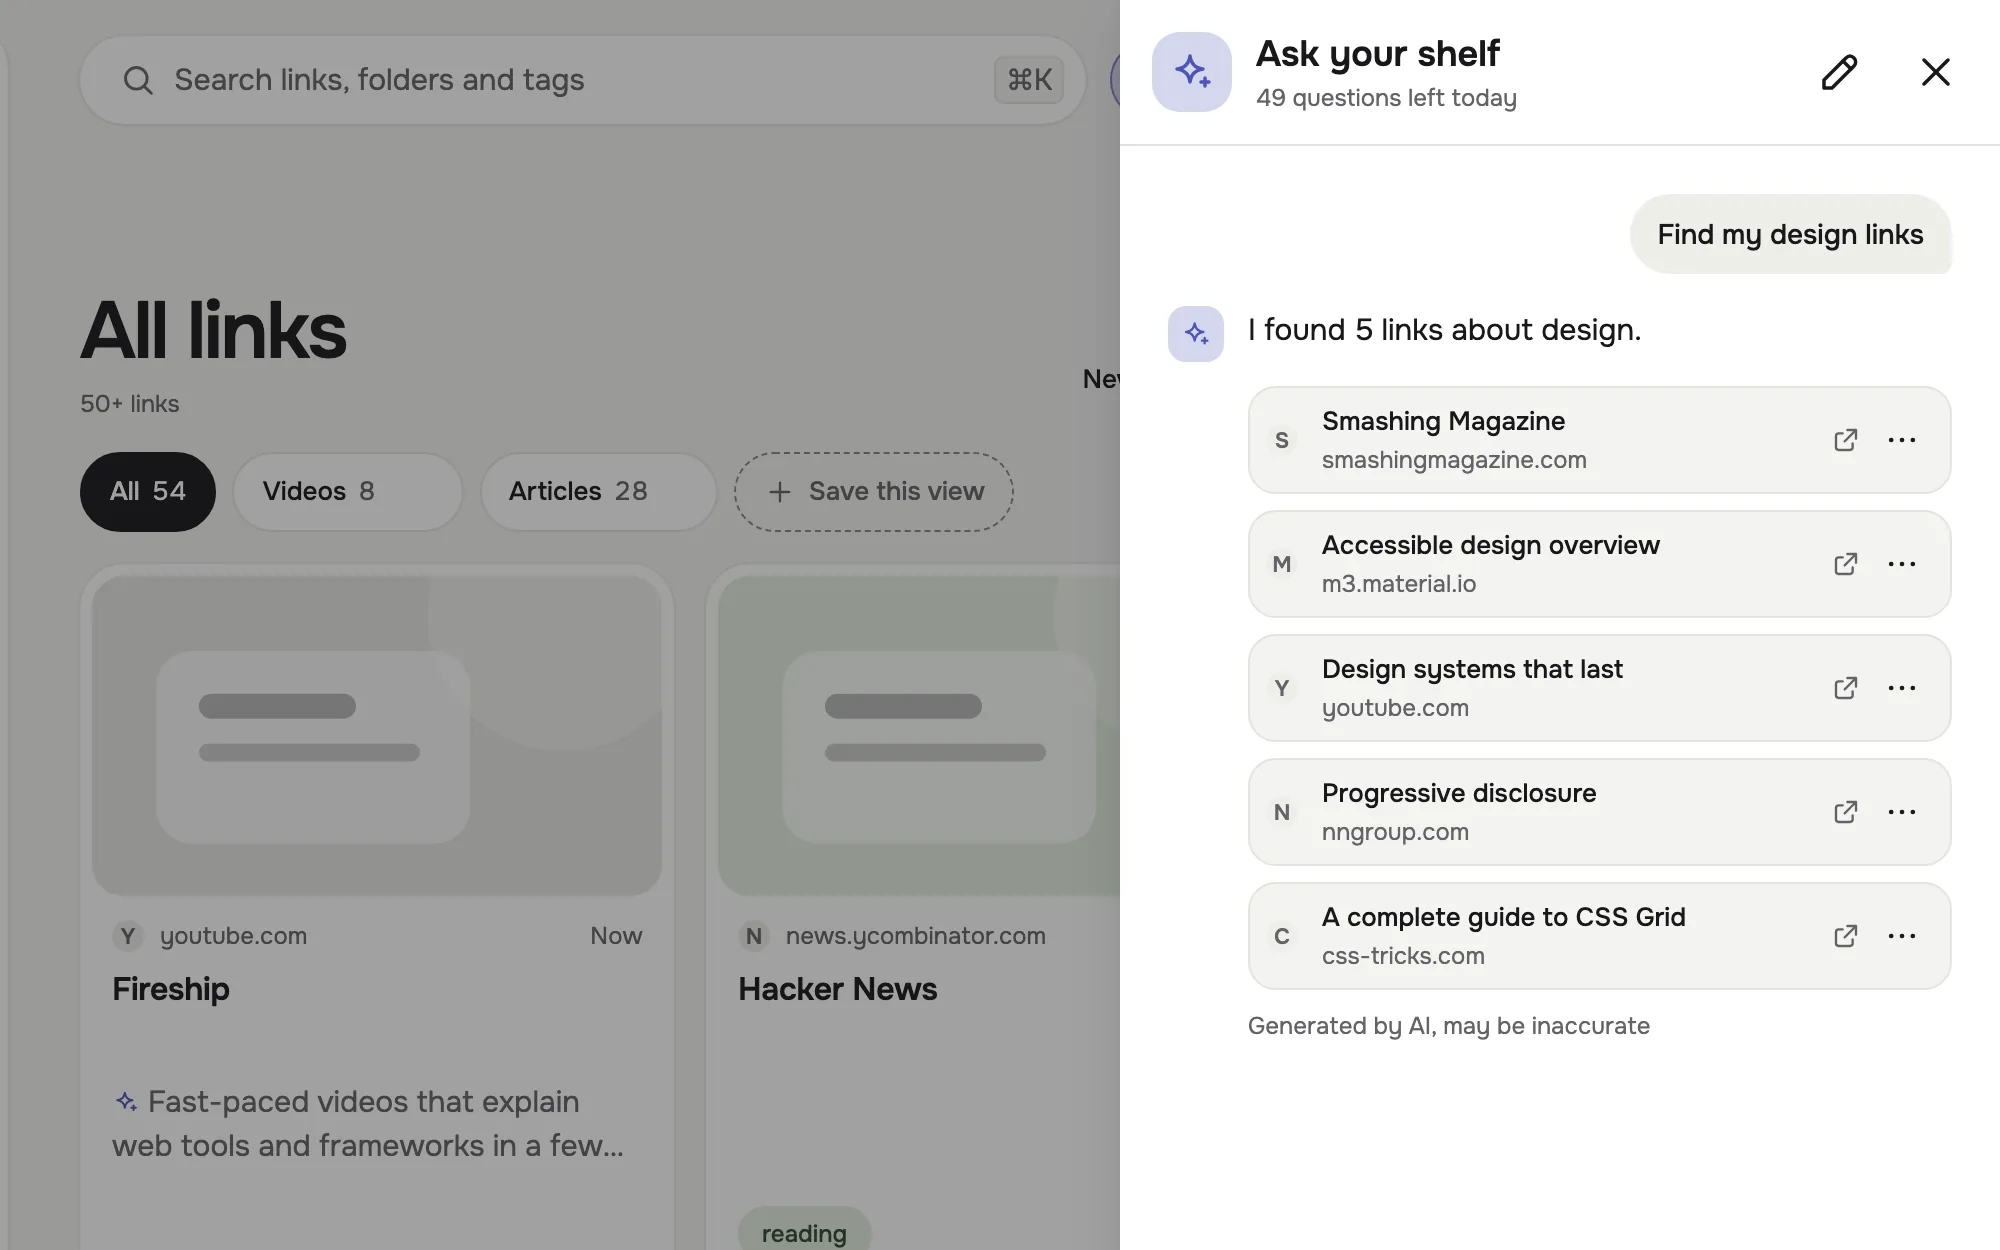 Search links, folders and tags
⌘K
All links
50+ links
All 54
Videos 8
Articles 28
+ Save this view
Y youtube.com
Now
Fireship
Fast-paced videos that explain
web tools and frameworks in a few...
N news.ycombinator.com
Hacker News
reading
Ask your shelf
49 questions left today
Find my design links
I found 5 links about design.
S
Smashing Magazine
smashingmagazine.com
M
Accessible design overview
m3.material.io
Y
Design systems that last
youtube.com
N
Progressive disclosure
nngroup.com
C
A complete guide to CSS Grid
css-tricks.com
Generated by AI, may be inaccurate